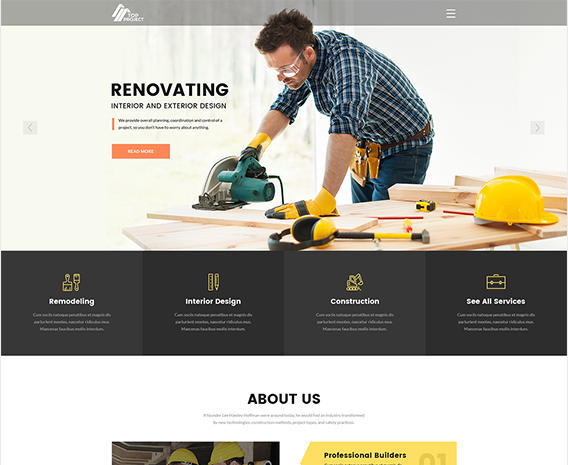 TOP
PROJECT
RENOVATING
INTERIOR AND EXTERIOR DESIGN
We provide overall planning, coordination and control of a
project, so you don't have to worry about anything.
READ MORE
Remodeling
Interior Design
Construction
See All Services
Cum sociis natoque penatibus et magnis dis
parturient montes, nascetur ridiculus mus.
Maecenas faucibus mollis interdum.
Cum sociis natoque penatibus et magnis dis
parturient montes, nascetur ridiculus mus.
Maecenas faucibus mollis interdum.
Cum sociis natoque penatibus et magnis dis
parturient montes, nascetur ridiculus mus.
Maecenas faucibus mollis interdum.
Cum sociis natoque penatibus et magnis dis
parturient montes, nascetur ridiculus mus.
Maecenas faucibus mollis interdum.
ABOUT US
If founder Lee Hawley Hoffman were around today, he would find an industry transformed
by new technologies: construction methods, project types, and safety practices.
Professional Builders
01